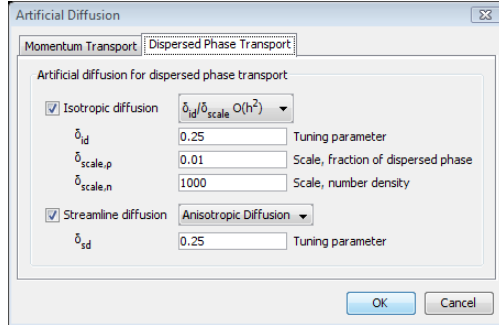 Artificial Diffusion
Momentum Transport Dispersed Phase Transport
Artificial diffusion for dispersed phase transport
Isotropic diffusion δid/δscale O(h²)
δid 0.25 Tuning parameter
δscale,ρ 0.01 Scale, fraction of dispersed phase
δscale,n 1000 Scale, number density
Streamline diffusion Anisotropic Diffusion
δsd 0.25 Tuning parameter
OK Cancel